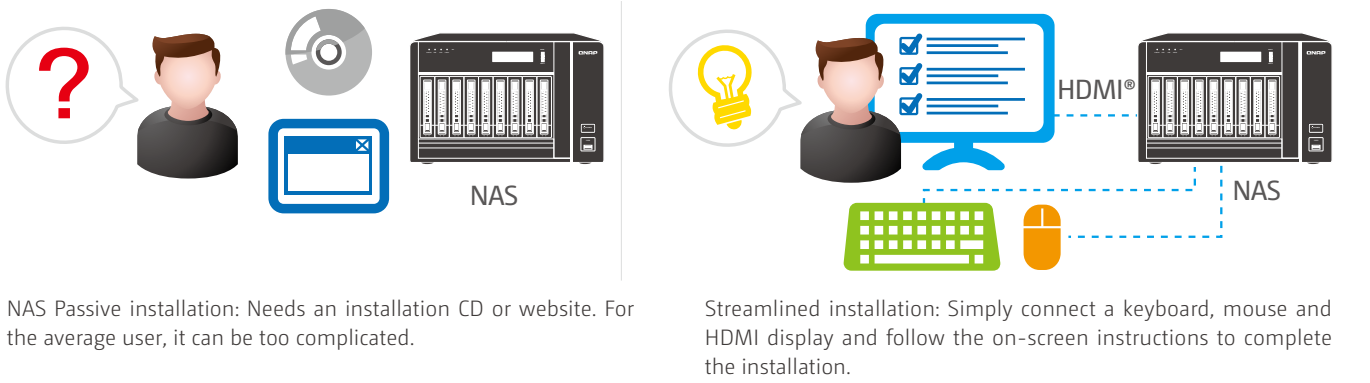 ?
QNAP
NAS
NAS Passive installation: Needs an installation CD or website. For
the average user, it can be too complicated.
HDMI®
QNAP
NAS
Streamlined installation: Simply connect a keyboard, mouse and
HDMI display and follow the on-screen instructions to complete
the installation.